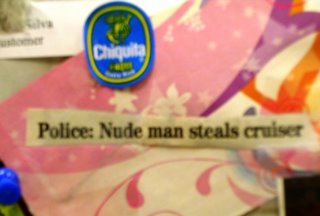 Silva
ustomer
Chiquita
Police: Nude man steals cruiser